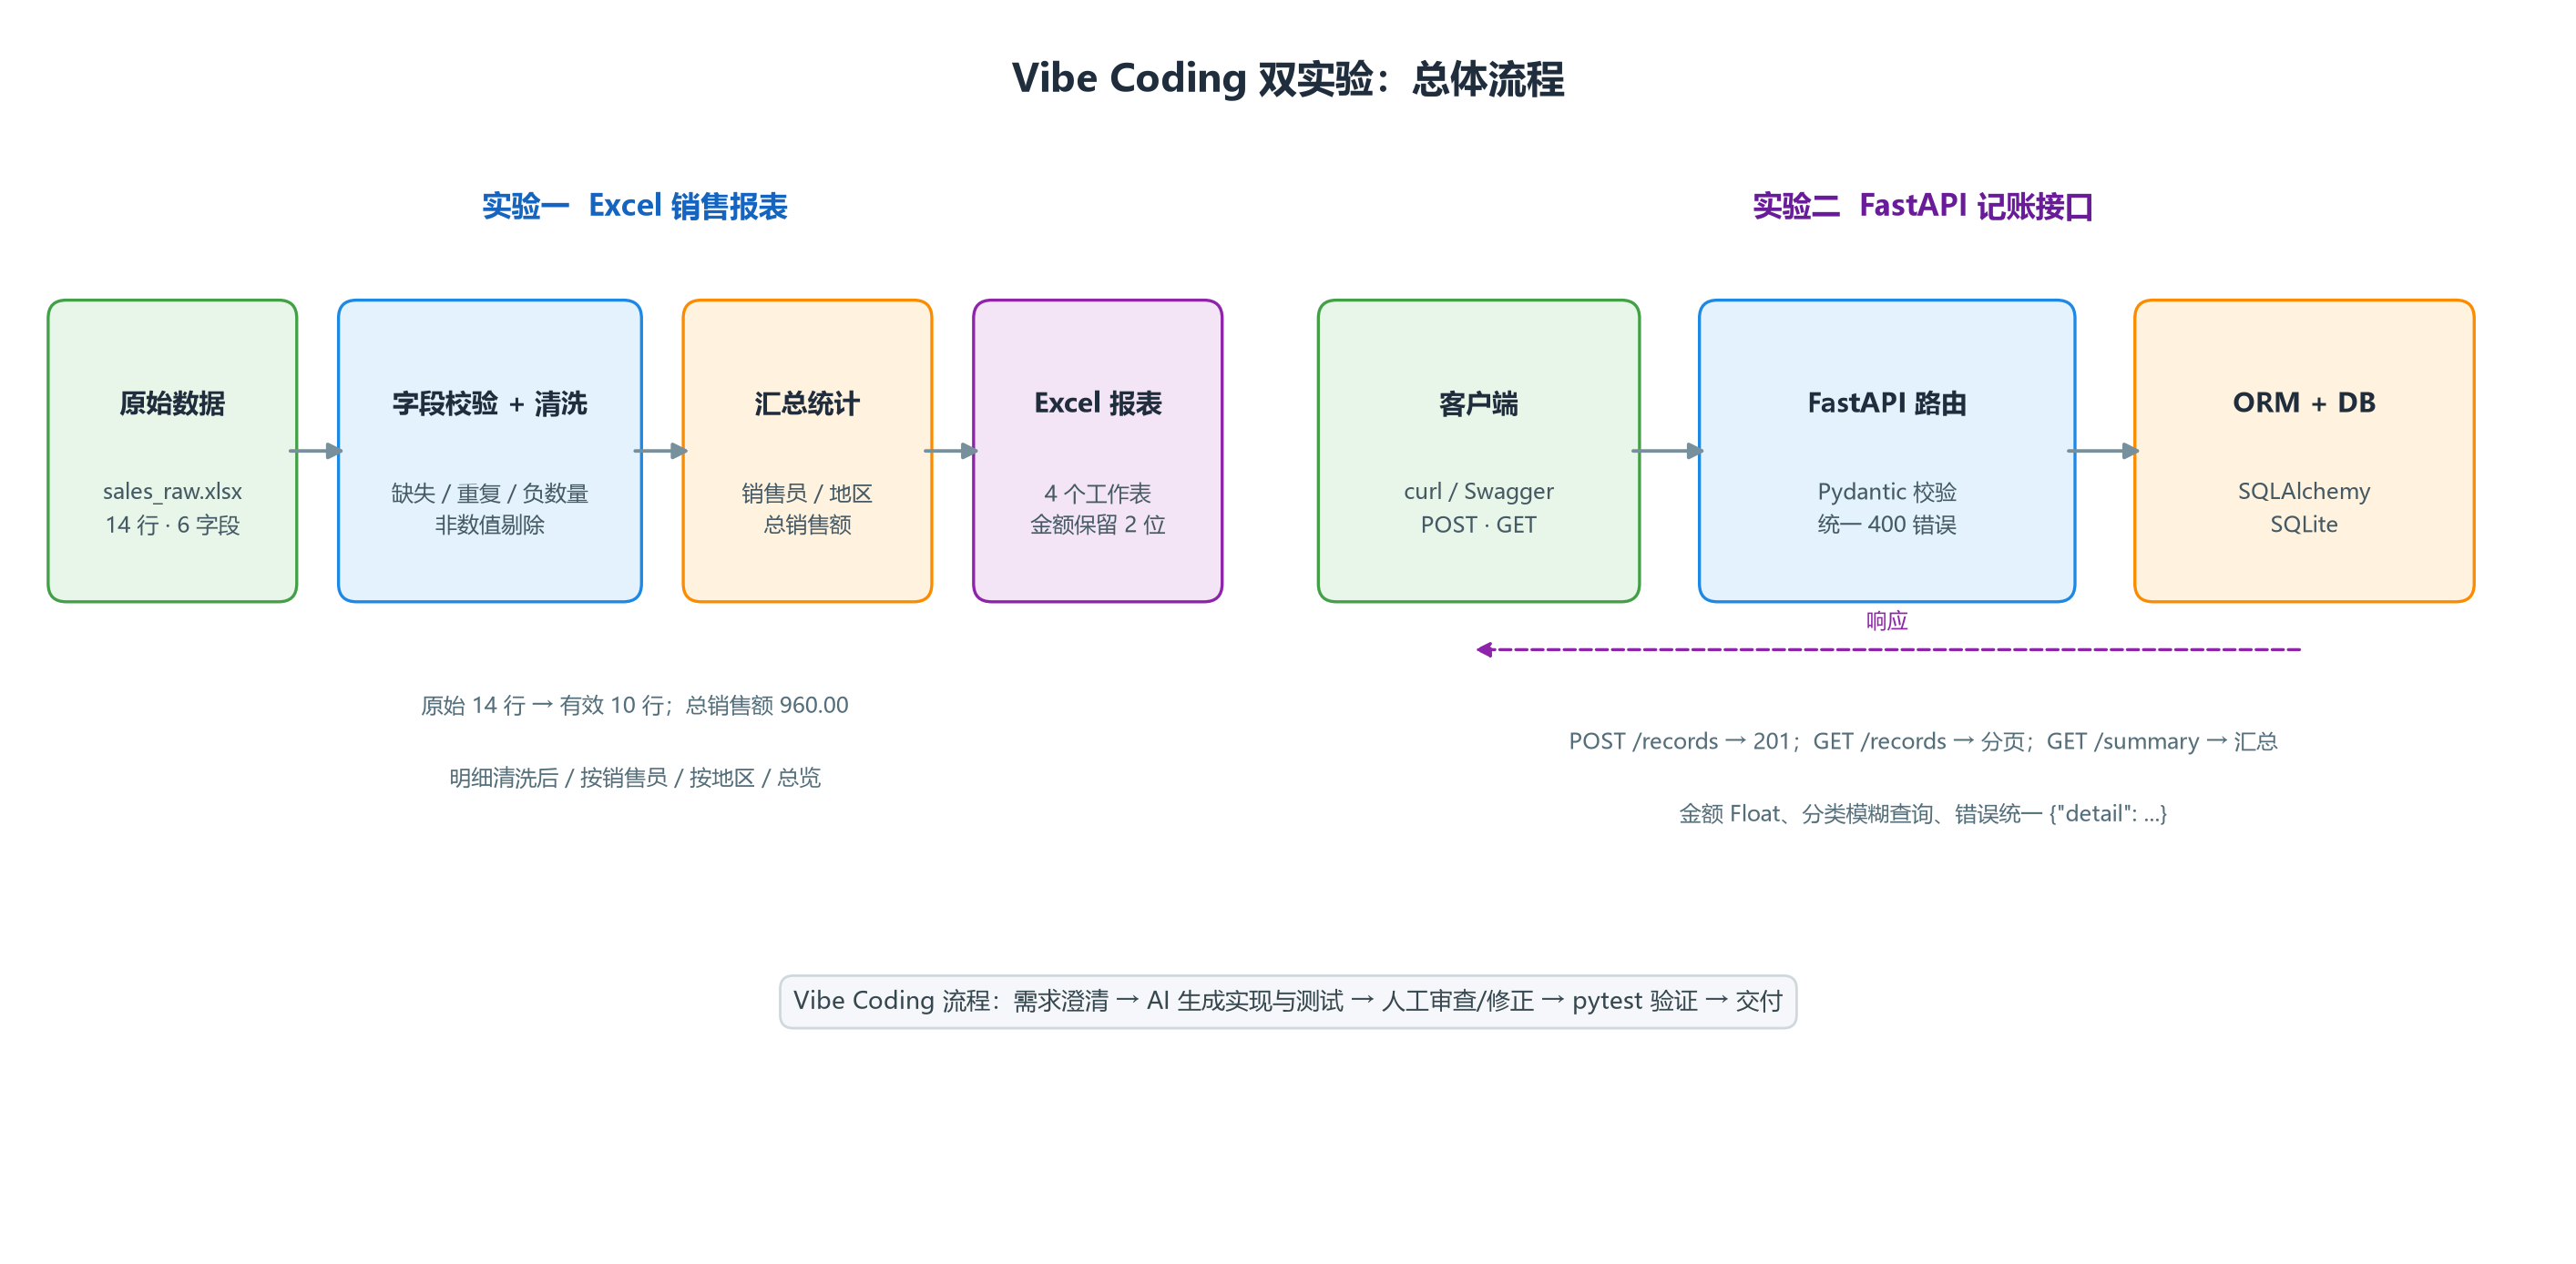 Vibe Coding 双实验：总体流程
实验一 Excel 销售报表
原始数据
sales_raw.xlsx
14 行 · 6 字段
字段校验 + 清洗
缺失 / 重复 / 负数量
非数值剔除
汇总统计
销售员 / 地区
总销售额
Excel 报表
4 个工作表
金额保留 2 位
原始 14 行 → 有效 10 行；总销售额 960.00
明细清洗后 / 按销售员 / 按地区 / 总览
实验二 FastAPI 记账接口
客户端
curl / Swagger
POST · GET
FastAPI 路由
Pydantic 校验
统一 400 错误
ORM + DB
SQLAlchemy
SQLite
响应
POST /records → 201；GET /records → 分页；GET /summary → 汇总
金额 Float、分类模糊查询、错误统一 {"detail": ...}
Vibe Coding 流程：需求澄清 → AI 生成实现与测试 → 人工审查/修正 → pytest 验证 → 交付